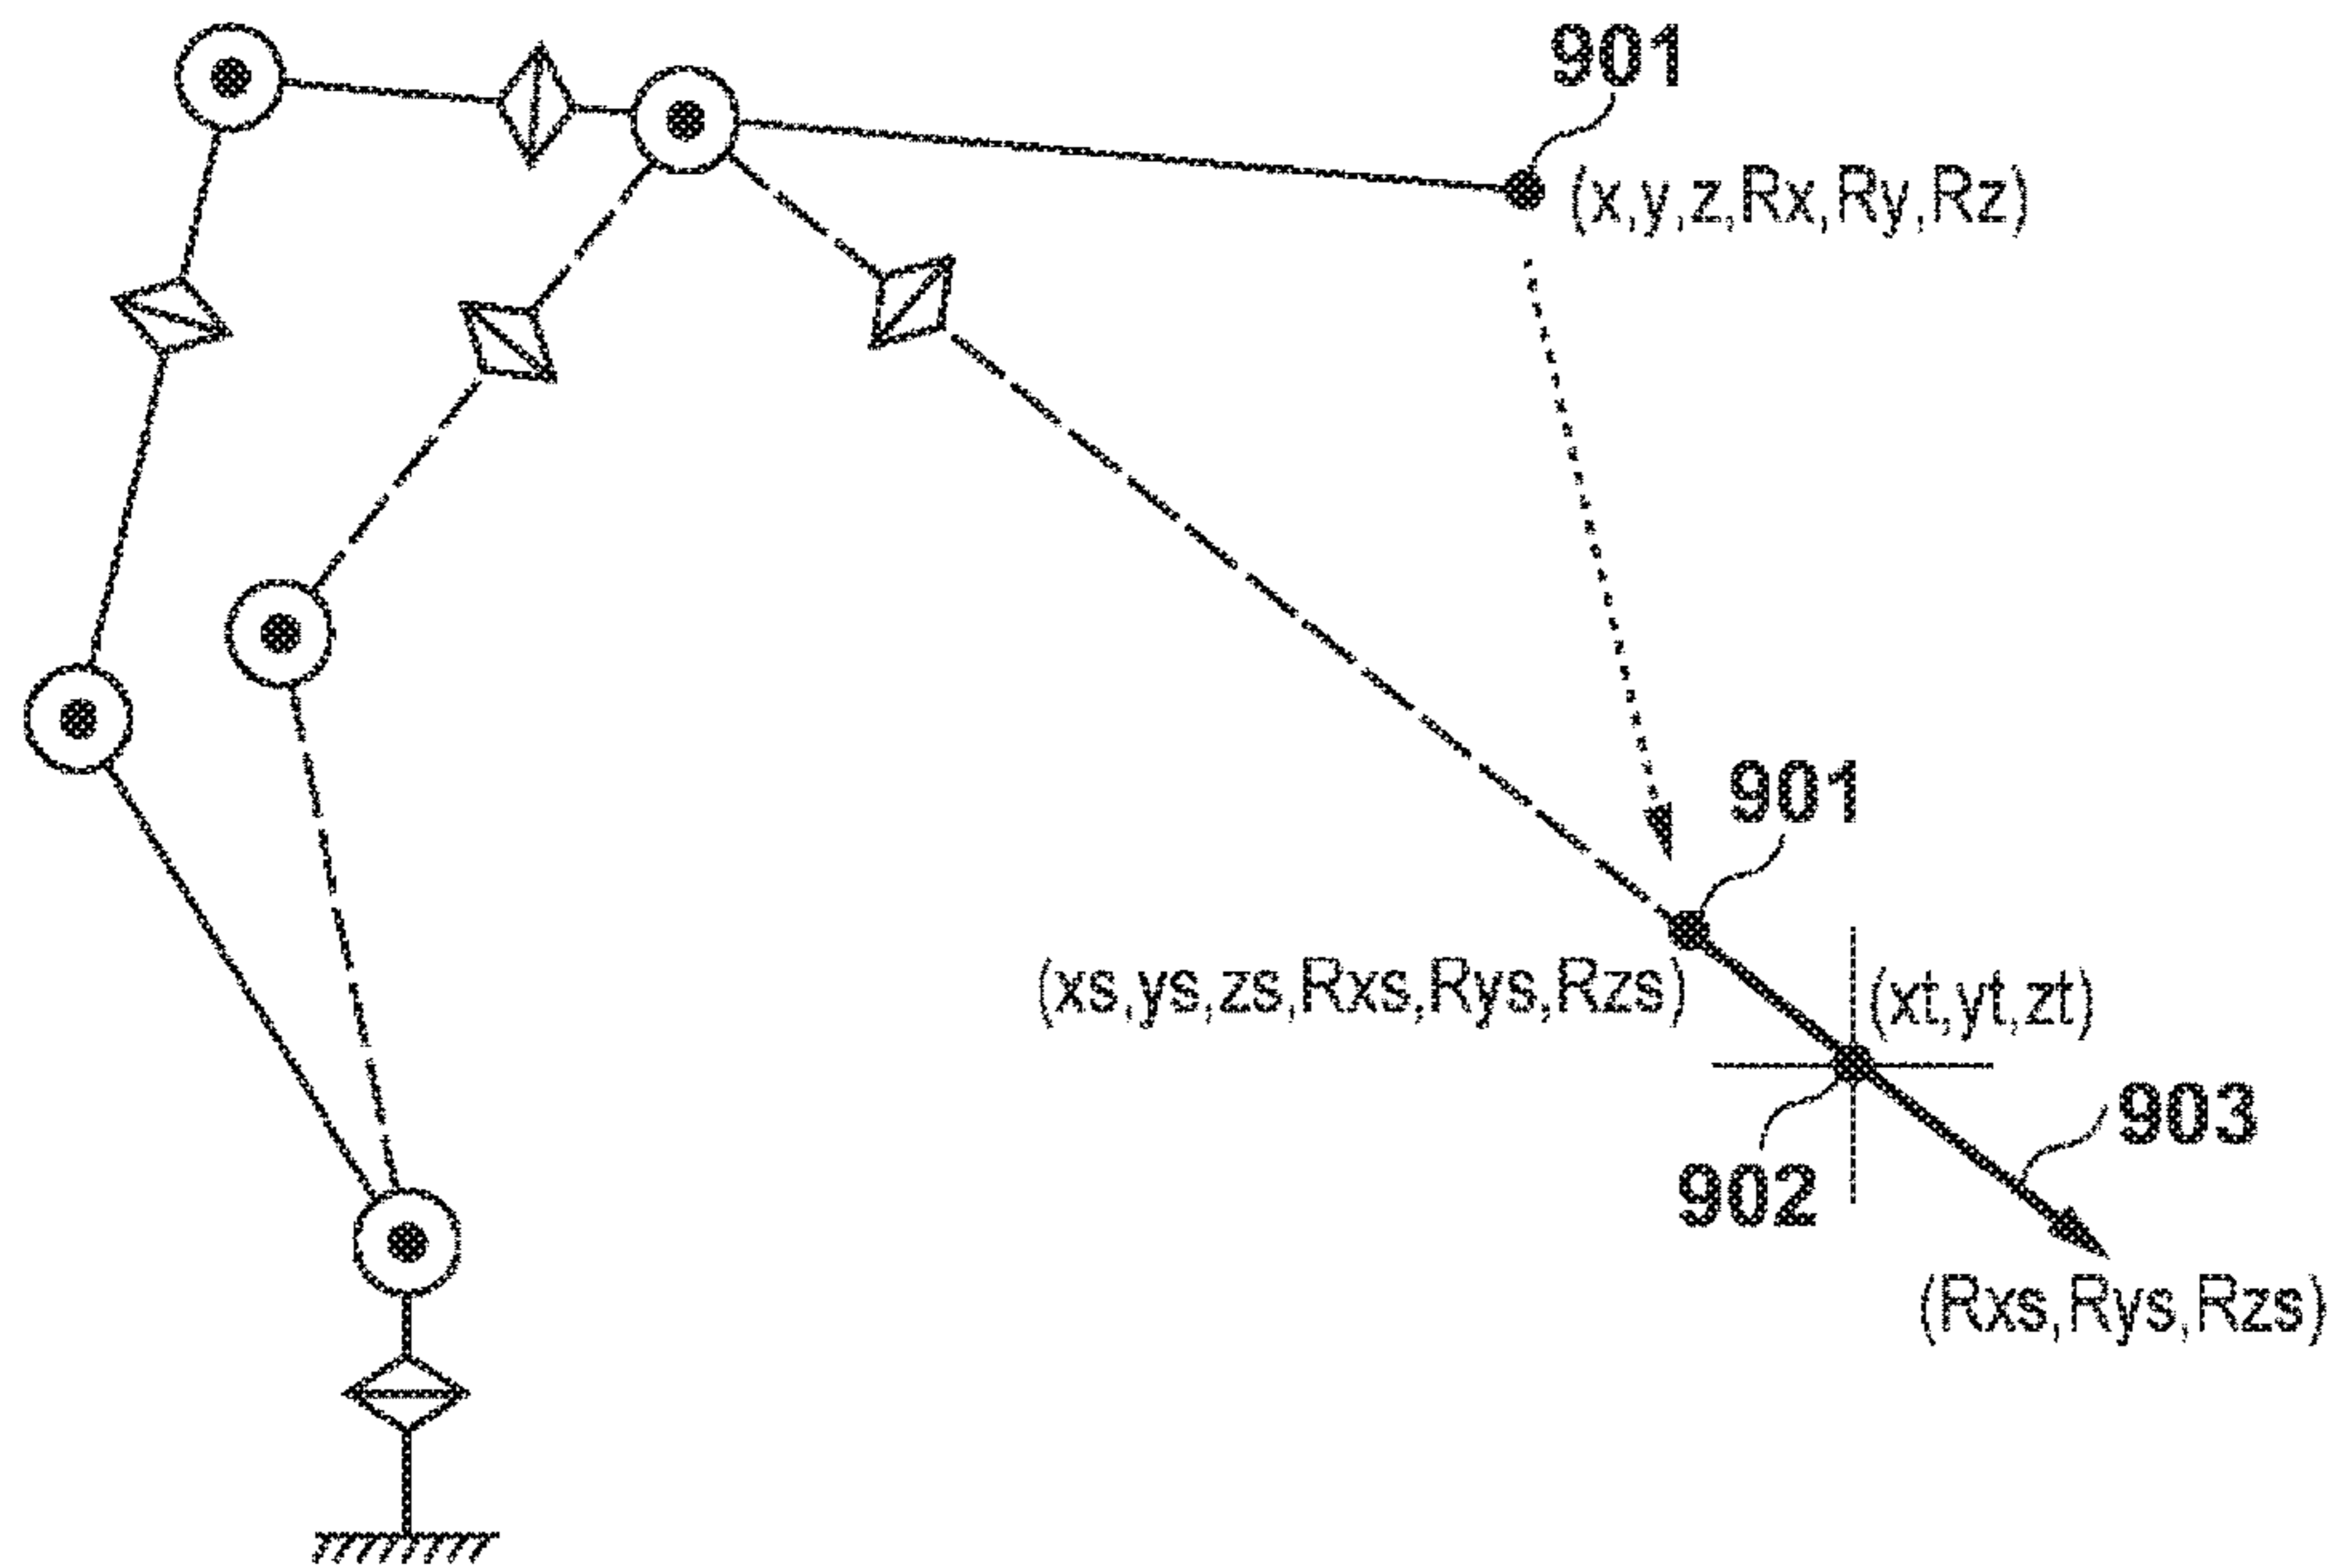 901
(x,y,z,Rx,Ry,Rz)
901
(xs,ys,zs,Rxs,Rys,Rzs)
(xt,yt,zt)
903
902
(Rxs,Rys,Rzs)